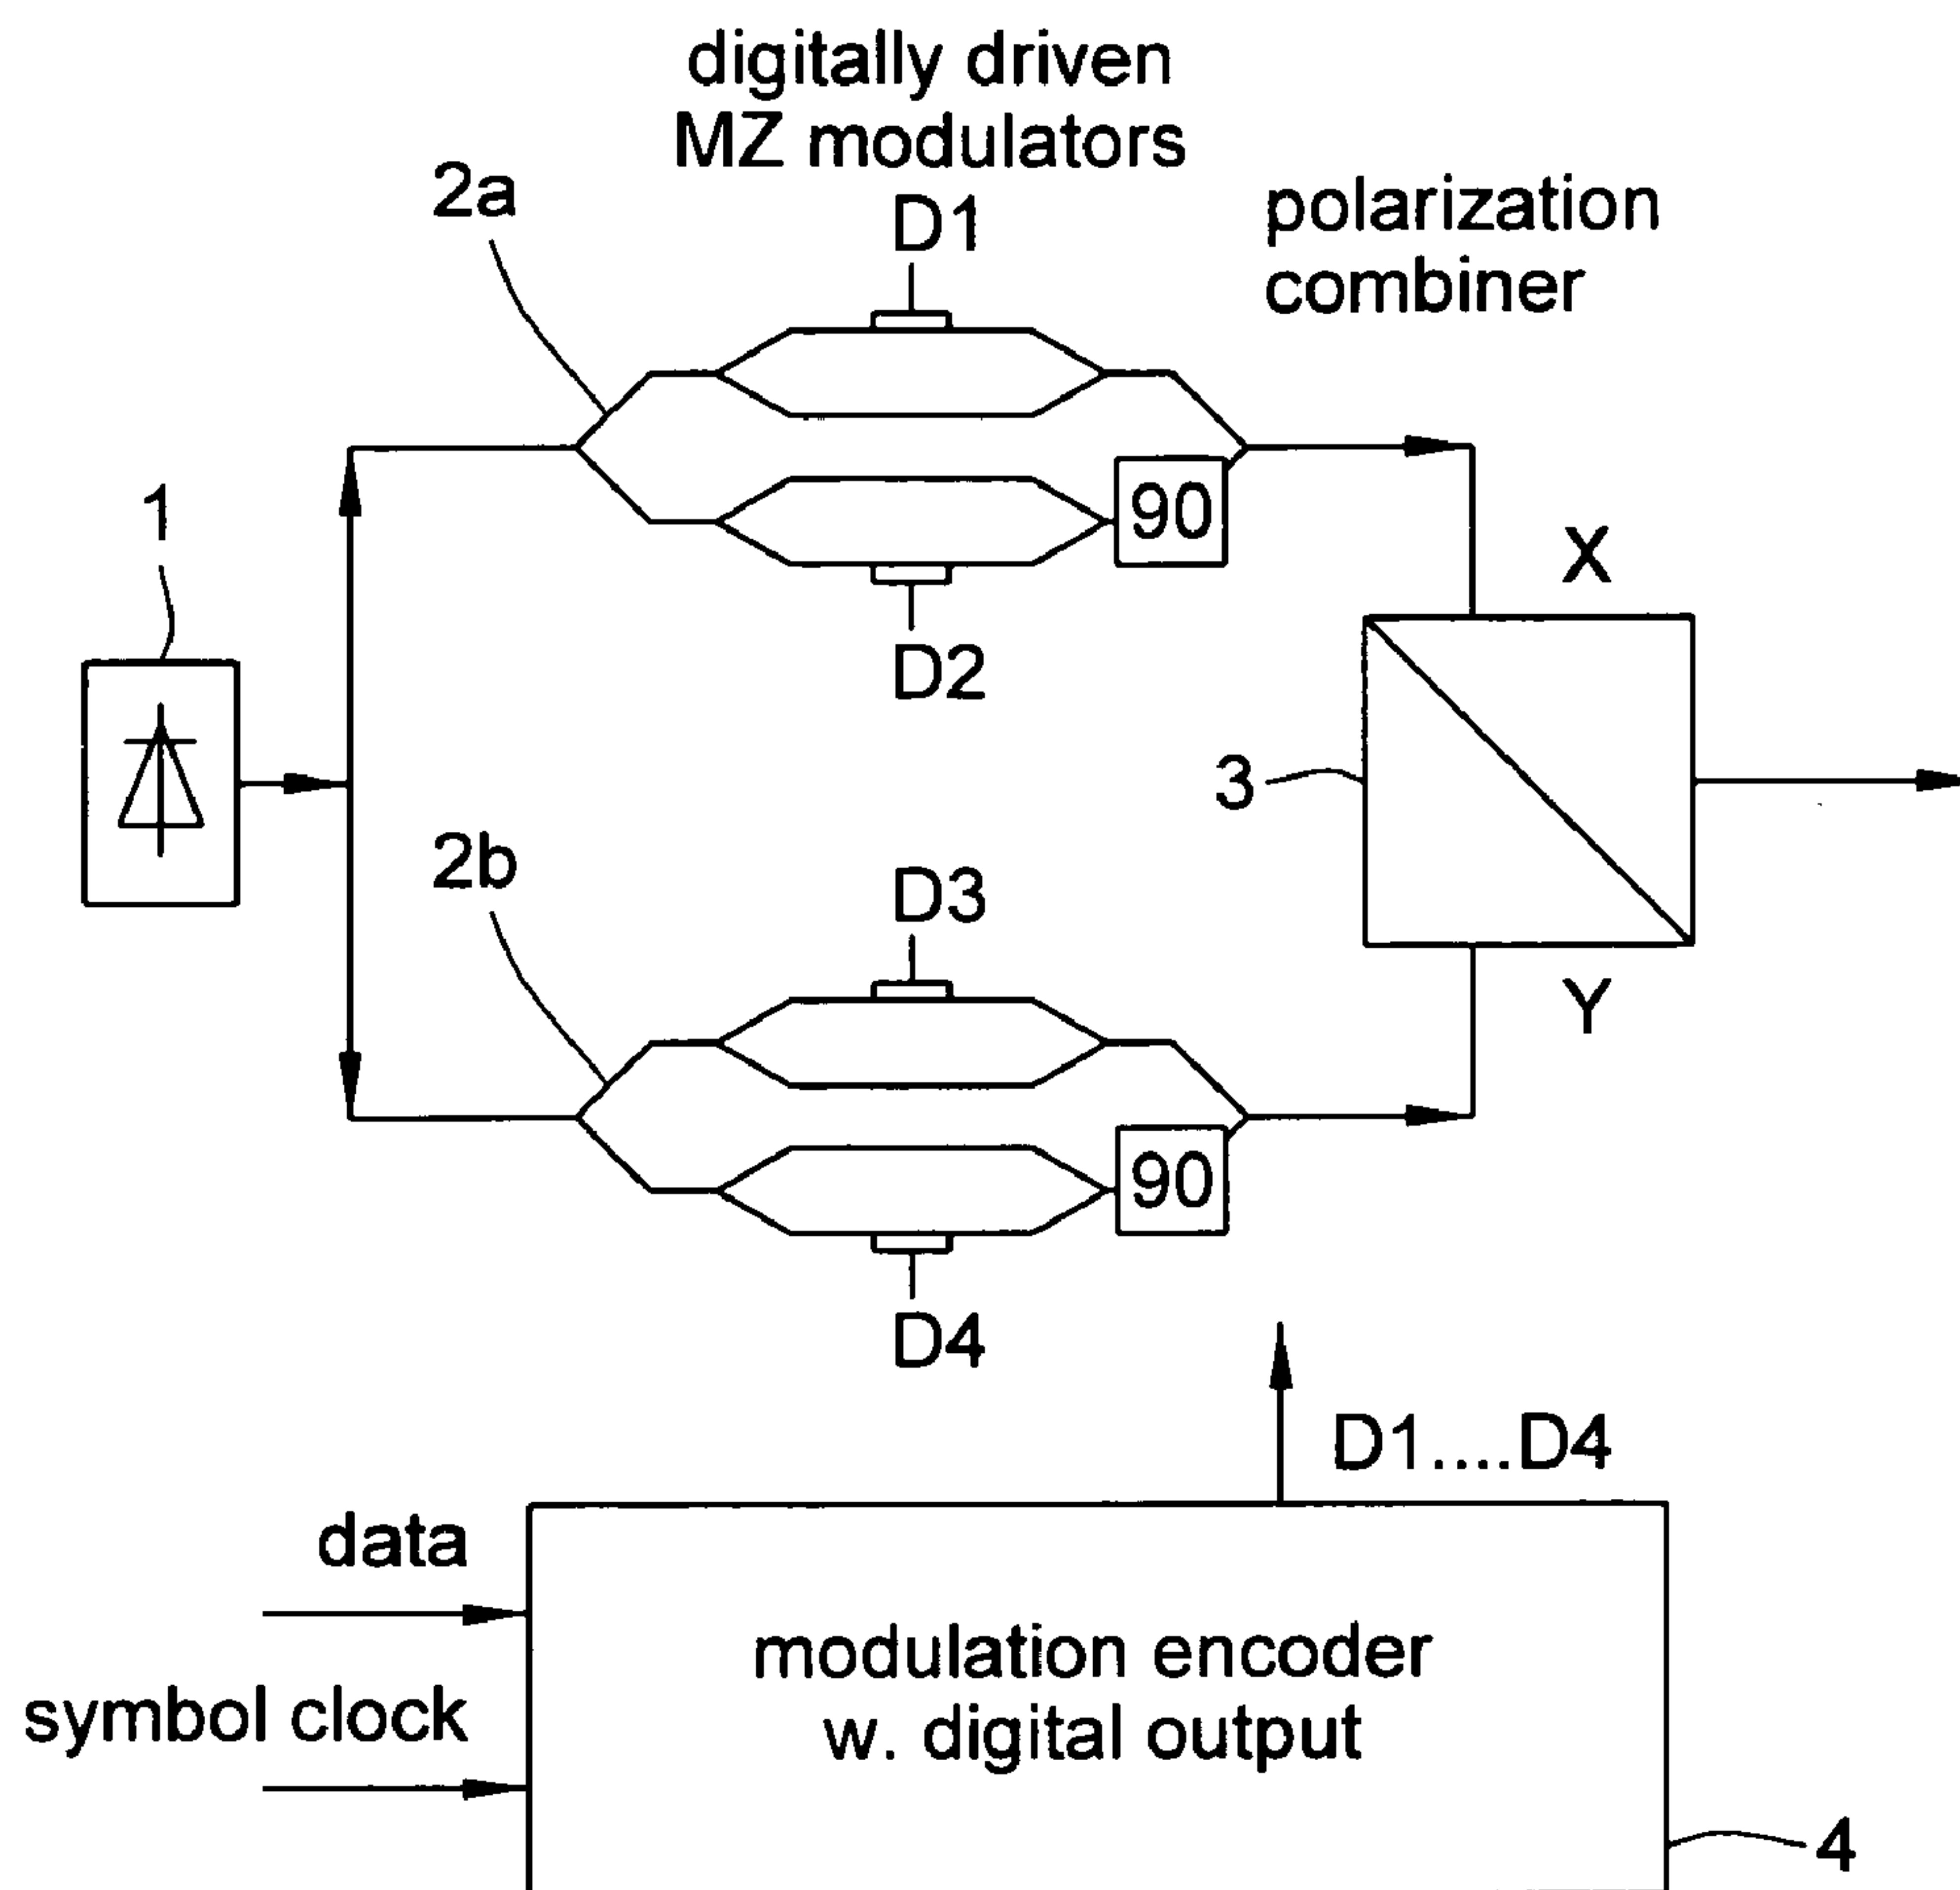 digitally driven
MZ modulators
2a
D1
polarization
combiner
1
90
X
D2
3
2b
D3
Y
90
D4
D1....D4
data
modulation encoder
w. digital output
symbol clock
4